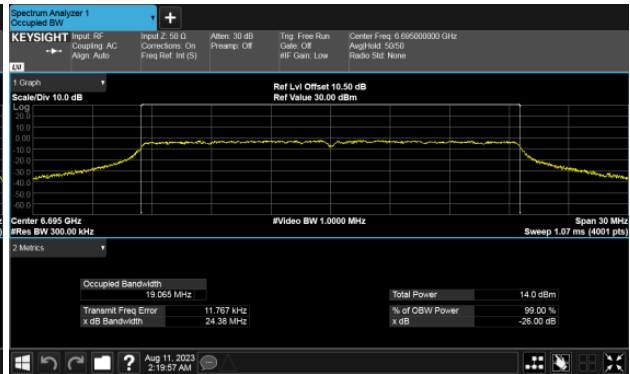 Spectrum Analyzer 1
Occupied BW
+
KEYSIGHT
Input: RF
Coupling: AC
Align: Auto
Input Z: 50 Ω
Corrections: On
Freq Ref: Int (S)
Atten: 30 dB
Preamp: Off
Trig: Free Run
Gate: Off
#IF Gain: Low
Center Freq: 6.695000000 GHz
Avg|Hold: 50/50
Radio Std: None
LXI
1 Graph
Scale/Div 10.0 dB
Ref Lvl Offset 10.50 dB
Ref Value 30.00 dBm
Log
20.0
10.0
0.00
-10.0
-20.0
-30.0
-40.0
-50.0
-60.0
Center 6.695 GHz
#Res BW 300.00 kHz
#Video BW 1.0000 MHz
Span 30 MHz
Sweep 1.07 ms (4001 pts)
2 Metrics
Occupied Bandwidth
19.065 MHz
Total Power 14.0 dBm
Transmit Freq Error 11.767 kHz
% of OBW Power 99.00 %
x dB Bandwidth 24.38 MHz
x dB -26.00 dB
?
Aug 11, 2023
2:19:57 AM